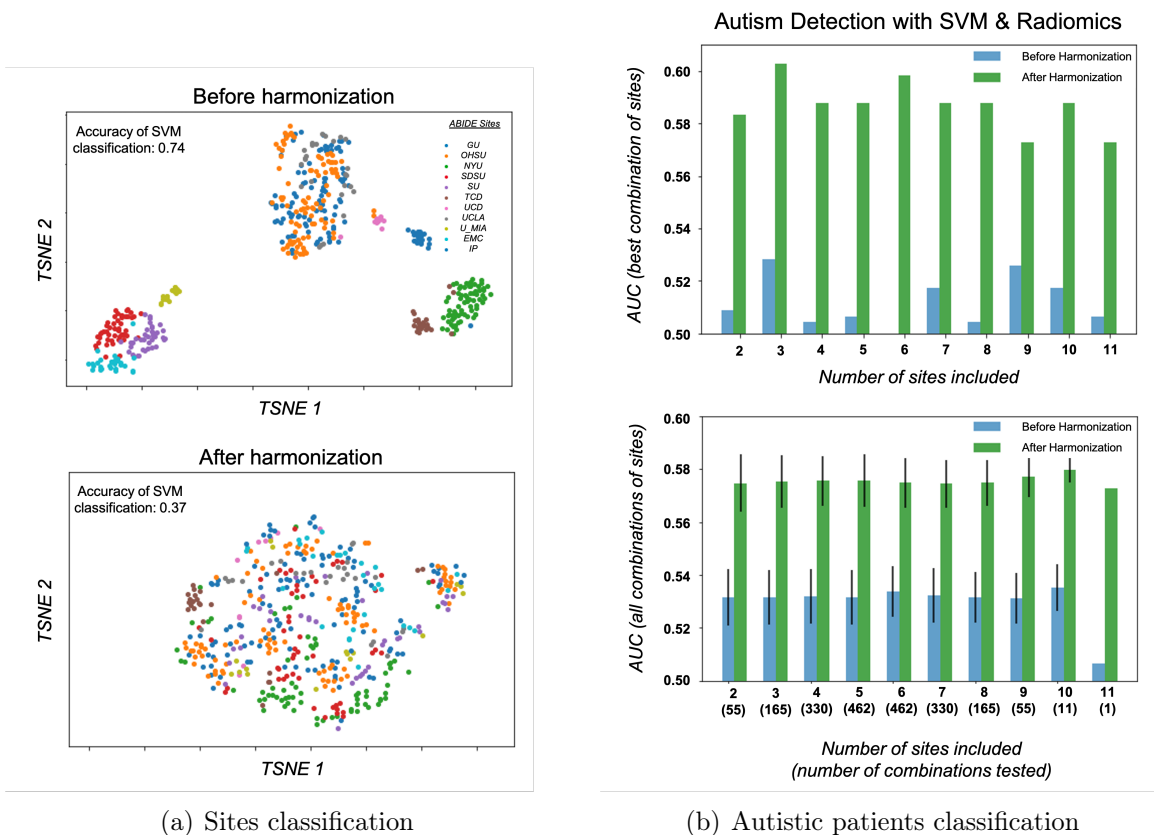 Before harmonization
Accuracy of SVM
classification: 0.74
ABIDE Sites
GU
OHSU
NYU
SDSU
SU
TCD
UCD
UCLA
U_MIA
EMC
IP
TSNE 2
TSNE 1
After harmonization
Accuracy of SVM
classification: 0.37
TSNE 2
TSNE 1
(a) Sites classification
Autism Detection with SVM & Radiomics
Before Harmonization
After Harmonization
AUC (best combination of sites)
0.60
0.58
0.56
0.54
0.52
0.50
2 3 4 5 6 7 8 9 10 11
Number of sites included
Before Harmonization
After Harmonization
AUC (all combinations of sites)
0.60
0.58
0.56
0.54
0.52
0.50
2 3 4 5 6 7 8 9 10 11
(55) (165) (330) (462) (462) (330) (165) (55) (11) (1)
Number of sites included
(number of combinations tested)
(b) Autistic patients classification